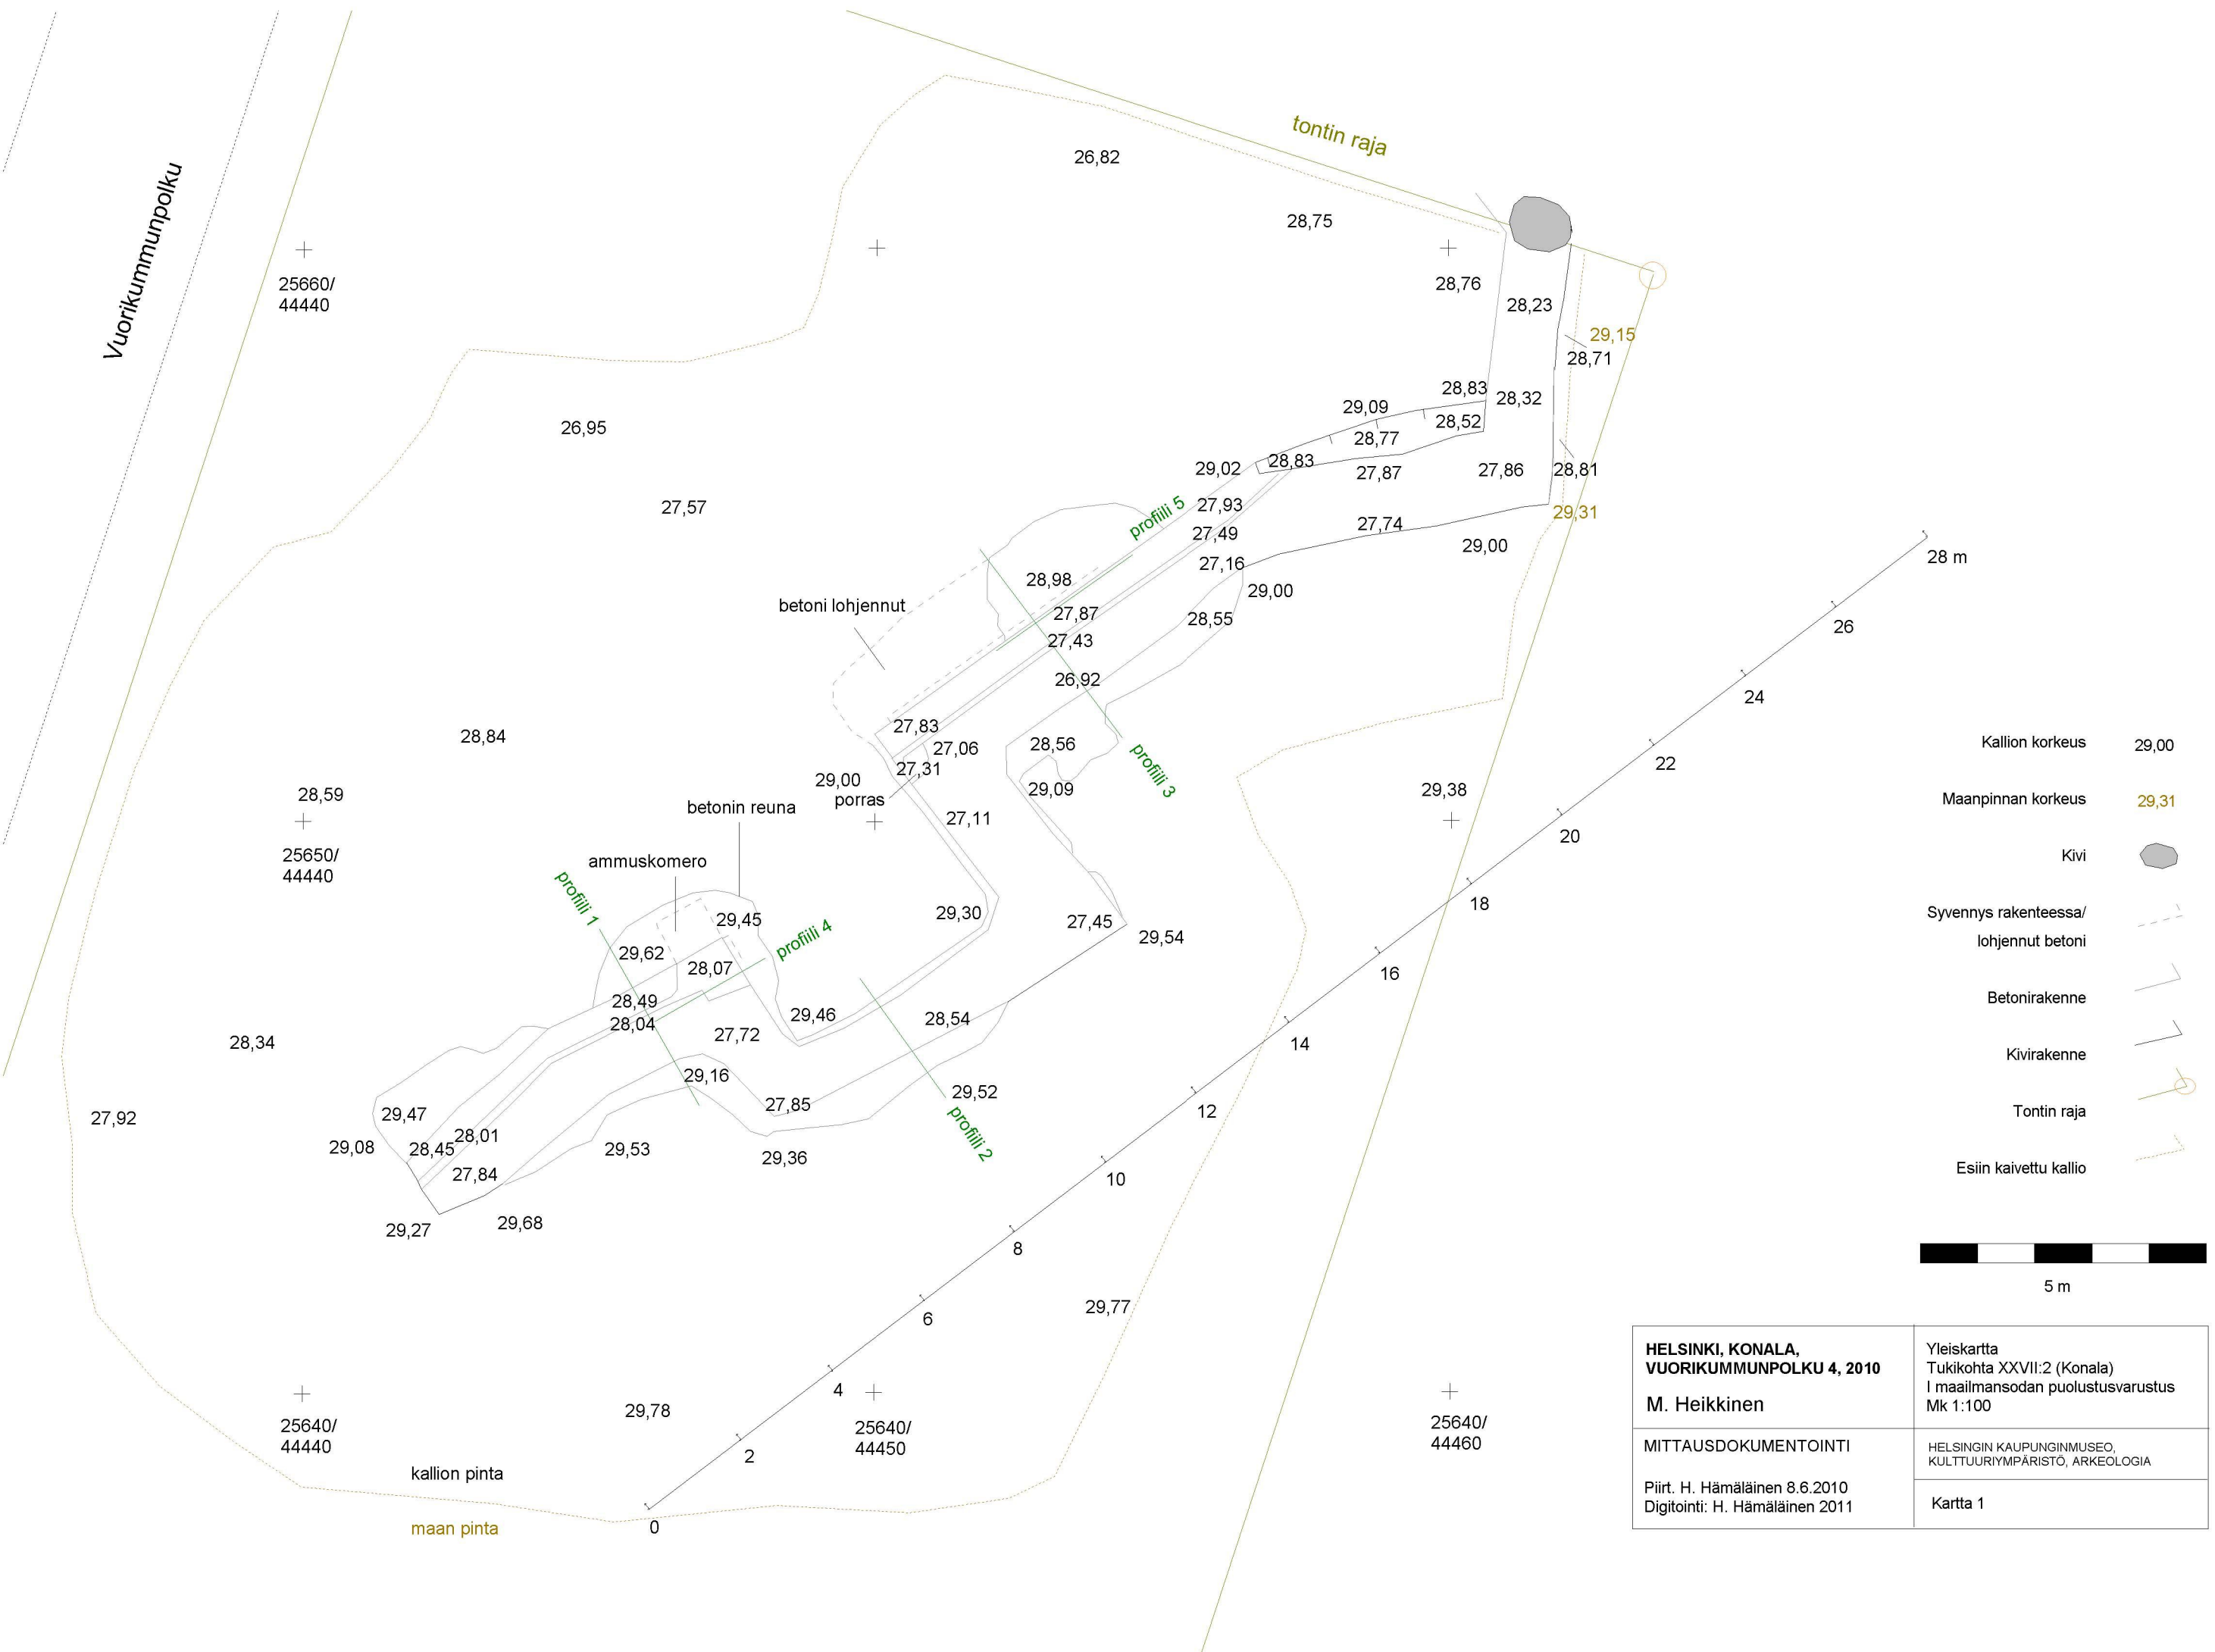 tontin raja
26,82
Vuorikummunpolku
28,75
25660/
44440
28,76
28,23
29,15
28,71
28,83
28,32
29,09
28,52
26,95
28,77
29,02
28,83
27,87
27,86
28,81
27,57
profiili 5
27,93
29,31
27,74
27,49
29,00
27,16
28 m
28,98
29,00
betoni lohjennut
27,87
28,55
26
27,43
26,92
24
27,83
28,84
27,06
28,56
22
Kallion korkeus
29,00
27,31
29,00
profiili 3
29,09
29,38
28,59
porras
betonin reuna
27,11
20
Maanpinnan korkeus
29,31
25650/
44440
ammuskomero
Kivi
profiili 1
29,45
29,30
27,45
29,54
18
Syvennys rakenteessa/
lohjennut betoni
profiili 4
29,62
28,07
16
28,49
28,04
29,46
28,54
Betonirakenne
28,34
27,72
14
Kivirakenne
29,16
29,52
27,92
27,85
12
Tontin raja
29,47
profiili 2
29,08
28,45
28,01
29,53
29,36
10
Esiin kaivettu kallio
27,84
29,27
29,68
8
5 m
29,77
6
4
29,78
25640/
44440
25640/
44450
25640/
44460
2
kallion pinta
maan pinta
0
HELSINKI, KONALA,
VUORIKUMMUNPOLKU 4, 2010
M. Heikkinen
Yleiskartta
Tukikohta XXVII:2 (Konala)
I maailmansodan puolustusvarustus
Mk 1:100
MITTAUSDOKUMENTOINTI
Piirt. H. Hämäläinen 8.6.2010
Digitointi: H. Hämäläinen 2011
HELSINGIN KAUPUNGINMUSEO,
KULTTUURIYMPÄRISTÖ, ARKEOLOGIA
Kartta 1